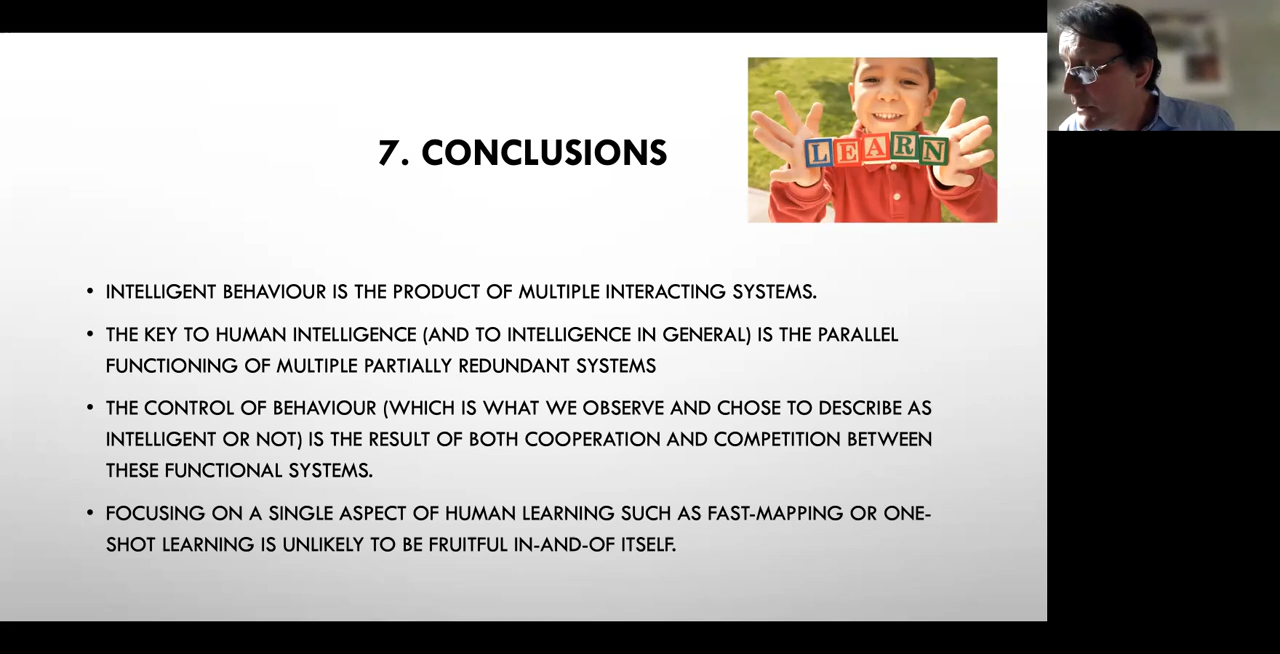 LEARN
7. CONCLUSIONS
• INTELLIGENT BEHAVIOUR IS THE PRODUCT OF MULTIPLE INTERACTING SYSTEMS.
• THE KEY TO HUMAN INTELLIGENCE (AND TO INTELLIGENCE IN GENERAL) IS THE PARALLEL
FUNCTIONING OF MULTIPLE PARTIALLY REDUNDANT SYSTEMS
• THE CONTROL OF BEHAVIOUR (WHICH IS WHAT WE OBSERVE AND CHOSE TO DESCRIBE AS
INTELLIGENT OR NOT) IS THE RESULT OF BOTH COOPERATION AND COMPETITION BETWEEN
THESE FUNCTIONAL SYSTEMS.
• FOCUSING ON A SINGLE ASPECT OF HUMAN LEARNING SUCH AS FAST-MAPPING OR ONE-
SHOT LEARNING IS UNLIKELY TO BE FRUITFUL IN-AND-OF ITSELF.